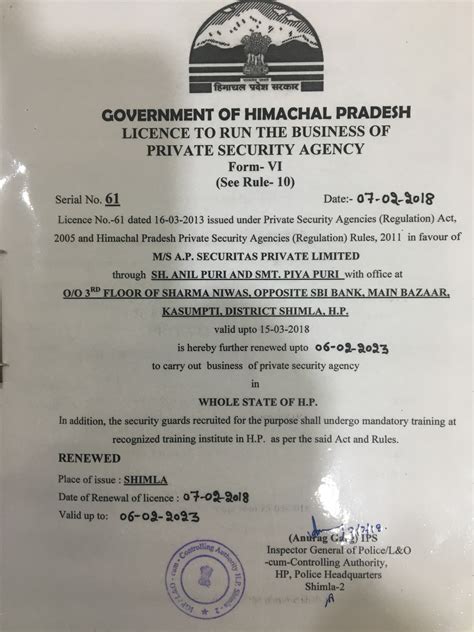 हिमाचल प्रदेश सरकार
GOVERNMENT OF HIMACHAL PRADESH
LICENCE TO RUN THE BUSINESS OF
PRIVATE SECURITY AGENCY
Form- VI
(See Rule- 10)
Serial No. 61 Date:- 07-02-2018
Licence No.-61 dated 16-03-2013 issued under Private Security Agencies (Regulation) Act,
2005 and Himachal Pradesh Private Security Agencies (Regulation) Rules, 2011 in favour of
M/S A.P. SECURITAS PRIVATE LIMITED
through SH. ANIL PURI AND SMT. PIYA PURI with office at
O/O 3RD FLOOR OF SHARMA NIWAS, OPPOSITE SBI BANK, MAIN BAZAAR,
KASUMPTI, DISTRICT SHIMLA, H.P.
valid upto 15-03-2018
is hereby further renewed upto 06-02-2023
to carry out business of private security agency
in
WHOLE STATE OF H.P.
In addition, the security guards recruited for the purpose shall undergo mandatory training at
recognized training institute in H.P. as per the said Act and Rules.
RENEWED
Place of issue : SHIMLA
Date of Renewal of licence : 07-02-2018
Valid up to: 06-02-2023
(Anurag IPS
Inspector General of Police/L&O
-cum-Controlling Authority,
HP, Police Headquarters
Shimla-2
IGP/L&O -cum- Controlling Authority H.P. Shimla-2